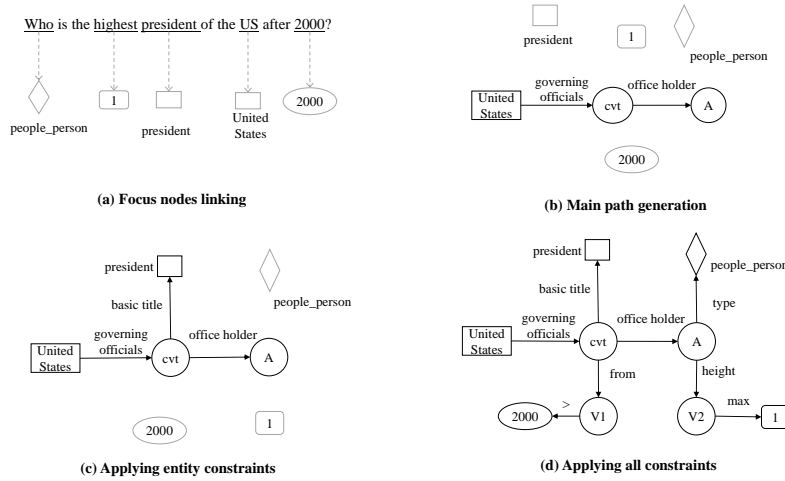 Who is the highest president of the US after 2000?
1
2000
people_person
president
United
States
(a) Focus nodes linking
president
1
people_person
governing
officials
office holder
United
States
cvt
A
2000
(b) Main path generation
president
people_person
basic title
governing
officials
office holder
United
States
cvt
A
2000
1
(c) Applying entity constraints
president
people_person
basic title
type
governing
officials
office holder
United
States
cvt
A
from
height
2000
>
V1
V2
max
1
(d) Applying all constraints